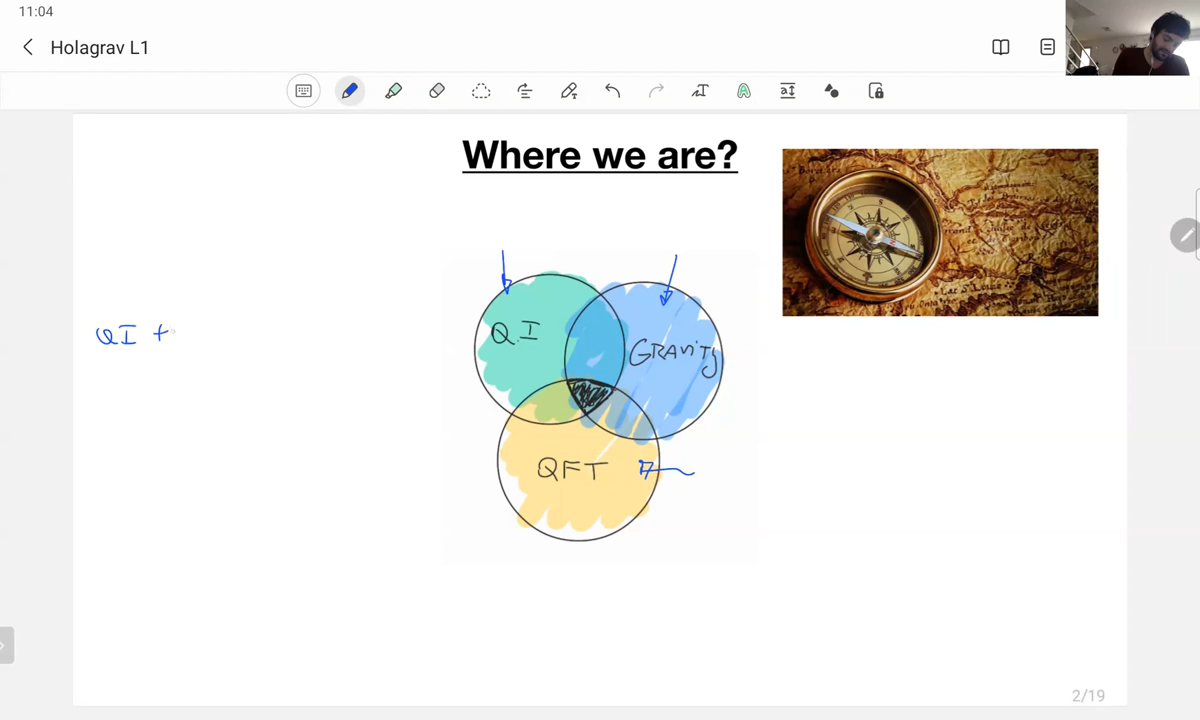 11:04
Holagrav L1
Where we are?
QI
GRAVITY
QI +
QFT
2/19